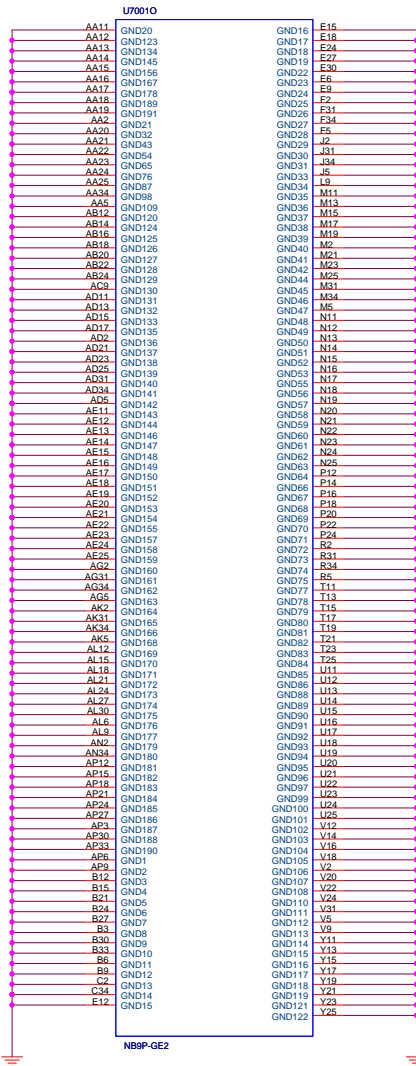 U7001O
AA11 GND20 GND16 E15
AA12 GND123 GND17 E18
AA13 GND134 GND18 E24
AA14 GND145 GND19 E27
AA15 GND156 GND22 E30
AA16 GND167 GND23 E6
AA17 GND178 GND24 E9
AA18 GND189 GND25 F2
AA19 GND191 GND26 F31
AA2 GND21 GND27 F34
AA20 GND32 GND28 F5
AA21 GND43 GND29 J2
AA22 GND54 GND30 J31
AA23 GND65 GND31 J34
AA24 GND76 GND33 J5
AA25 GND87 GND34 L9
AA34 GND98 GND35 M11
AA5 GND109 GND36 M13
AB12 GND120 GND37 M15
AB14 GND124 GND38 M17
AB16 GND125 GND39 M19
AB18 GND126 GND40 M2
AB20 GND127 GND41 M21
AB22 GND128 GND42 M23
AB24 GND129 GND44 M25
AC9 GND130 GND45 M31
AD11 GND131 GND46 M34
AD13 GND132 GND47 M5
AD15 GND133 GND48 N11
AD17 GND135 GND49 N12
AD2 GND136 GND50 N13
AD21 GND137 GND51 N14
AD23 GND138 GND52 N15
AD25 GND139 GND53 N16
AD31 GND140 GND55 N17
AD34 GND141 GND56 N18
AD5 GND142 GND57 N19
AE11 GND143 GND58 N20
AE12 GND144 GND59 N21
AE13 GND146 GND60 N22
AE14 GND147 GND61 N23
AE15 GND148 GND62 N24
AE16 GND149 GND63 N25
AE17 GND150 GND64 P12
AE18 GND151 GND66 P14
AE19 GND152 GND67 P16
AE20 GND153 GND68 P18
AE21 GND154 GND69 P20
AE22 GND155 GND70 P22
AE23 GND157 GND71 P24
AE24 GND158 GND72 R2
AE25 GND159 GND73 R31
AG2 GND160 GND74 R34
AG31 GND161 GND75 R5
AG34 GND162 GND77 T11
AG5 GND163 GND78 T13
AK2 GND164 GND79 T15
AK31 GND165 GND80 T17
AK34 GND166 GND81 T19
AK5 GND168 GND82 T21
AL12 GND169 GND83 T23
AL15 GND170 GND84 T25
AL18 GND171 GND85 U11
AL21 GND172 GND86 U12
AL24 GND173 GND88 U13
AL27 GND174 GND89 U14
AL30 GND175 GND90 U15
AL6 GND176 GND91 U16
AL9 GND177 GND92 U17
AN2 GND179 GND93 U18
AN34 GND180 GND94 U19
AP12 GND181 GND95 U20
AP15 GND182 GND96 U21
AP18 GND183 GND97 U22
AP21 GND184 GND99 U23
AP24 GND185 GND100 U24
AP27 GND186 GND101 U25
AP3 GND187 GND102 V12
AP30 GND188 GND103 V14
AP33 GND190 GND104 V16
AP6 GND1 GND105 V18
AP9 GND2 GND106 V2
B12 GND3 GND107 V20
B15 GND4 GND108 V22
B21 GND5 GND110 V24
B24 GND6 GND111 V31
B27 GND7 GND112 V5
B3 GND8 GND113 V9
B30 GND9 GND114 Y11
B33 GND10 GND115 Y13
B6 GND11 GND116 Y15
B9 GND12 GND117 Y17
C2 GND13 GND118 Y19
C34 GND14 GND119 Y21
E12 GND15 GND121 Y23
GND122 Y25
NB9P-GE2